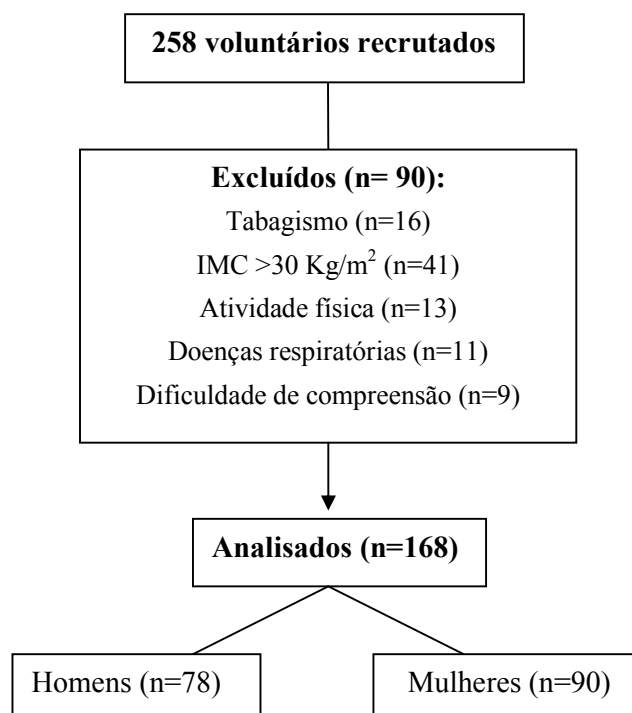 258 voluntários recrutados
Excluídos (n= 90):
Tabagismo (n=16)
IMC >30 Kg/m² (n=41)
Atividade física (n=13)
Doenças respiratórias (n=11)
Dificuldade de compreensão (n=9)
Analisados (n=168)
Homens (n=78)
Mulheres (n=90)